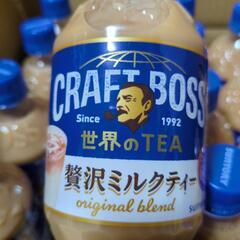 CRAFT BOSS
Since 1992
世界のTEA
贅沢ミルクティー
original blend
SUNTORY